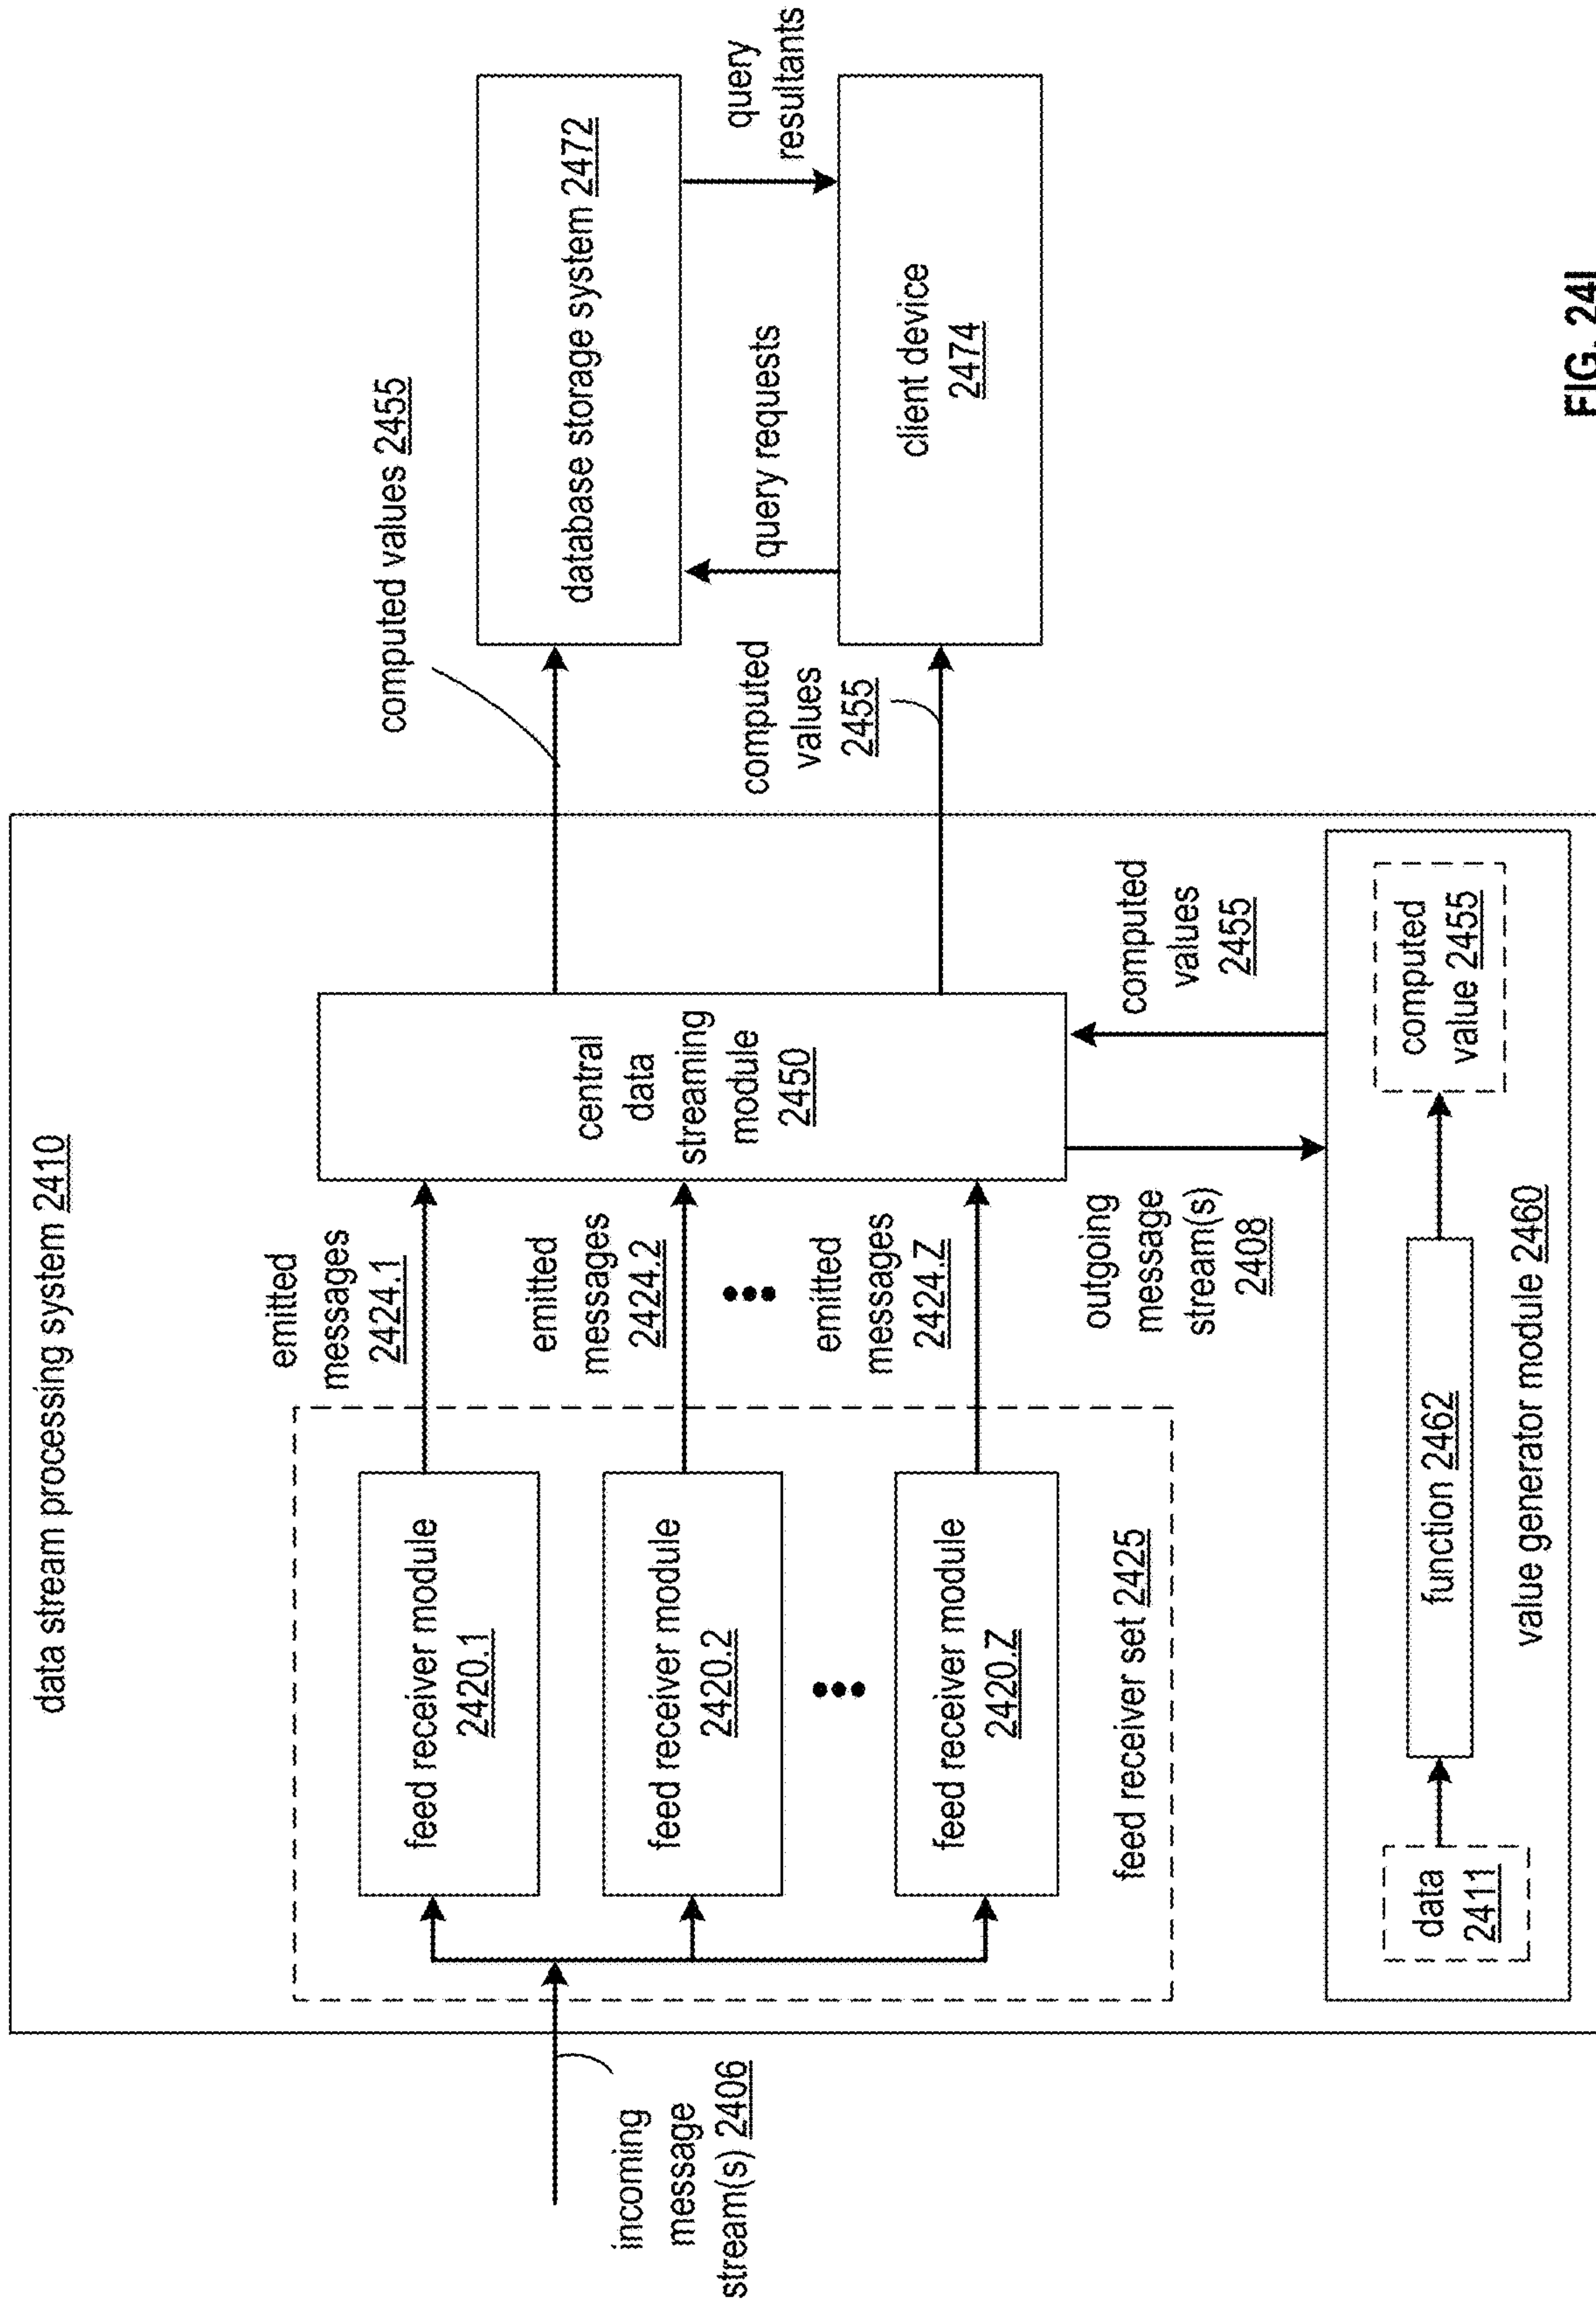 data stream processing system 2410
incoming
message
stream(s) 2406
feed receiver module
2420.1
feed receiver module
2420.2
feed receiver module
2420.Z
feed receiver set 2425
emitted
messages
2424.1
emitted
messages
2424.2
emitted
messages
2424.Z
central
data
streaming
module
2450
outgoing
message
stream(s)
2408
computed
values
2455
data
2411
function 2462
computed
value 2455
value generator module 2460
computed values 2455
computed
values
2455
database storage system 2472
query requests
query
resultants
client device
2474
FIG. 24I